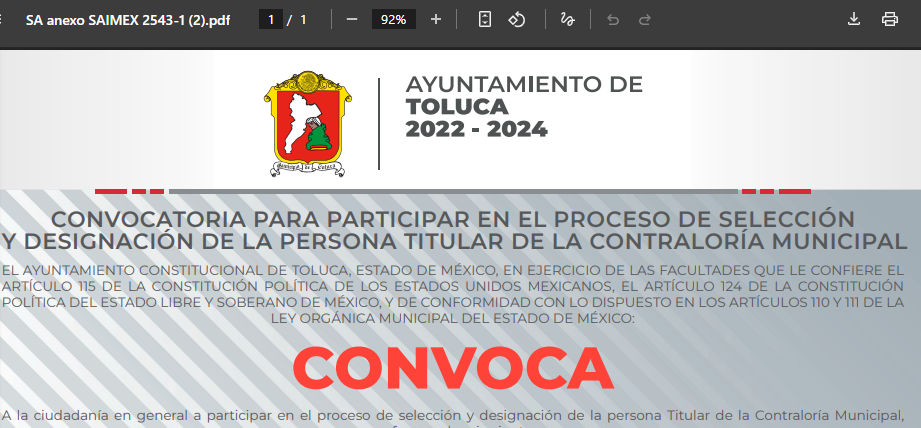 SA anexo SAIMEX 2543-1 (2).pdf
1 / 1
92%
AYUNTAMIENTO DE
TOLUCA
2022 - 2024
CONVOCATORIA PARA PARTICIPAR EN EL PROCESO DE SELECCIÓN
Y DESIGNACIÓN DE LA PERSONA TITULAR DE LA CONTRALORÍA MUNICIPAL
EL AYUNTAMIENTO CONSTITUCIONAL DE TOLUCA, ESTADO DE MÉXICO, EN EJERCICIO DE LAS FACULTADES QUE LE CONFIERE EL
ARTÍCULO 115 DE LA CONSTITUCIÓN POLÍTICA DE LOS ESTADOS UNIDOS MEXICANOS, EL ARTÍCULO 124 DE LA CONSTITUCIÓN
POLÍTICA DEL ESTADO LIBRE Y SOBERANO DE MÉXICO, Y DE CONFORMIDAD CON LO DISPUESTO EN LOS ARTÍCULOS 110 Y 111 DE LA
LEY ORGÁNICA MUNICIPAL DEL ESTADO DE MÉXICO:
CONVOCA
A la ciudadanía en general a participar en el proceso de selección y designación de la persona Titular de la Contraloría Municipal,